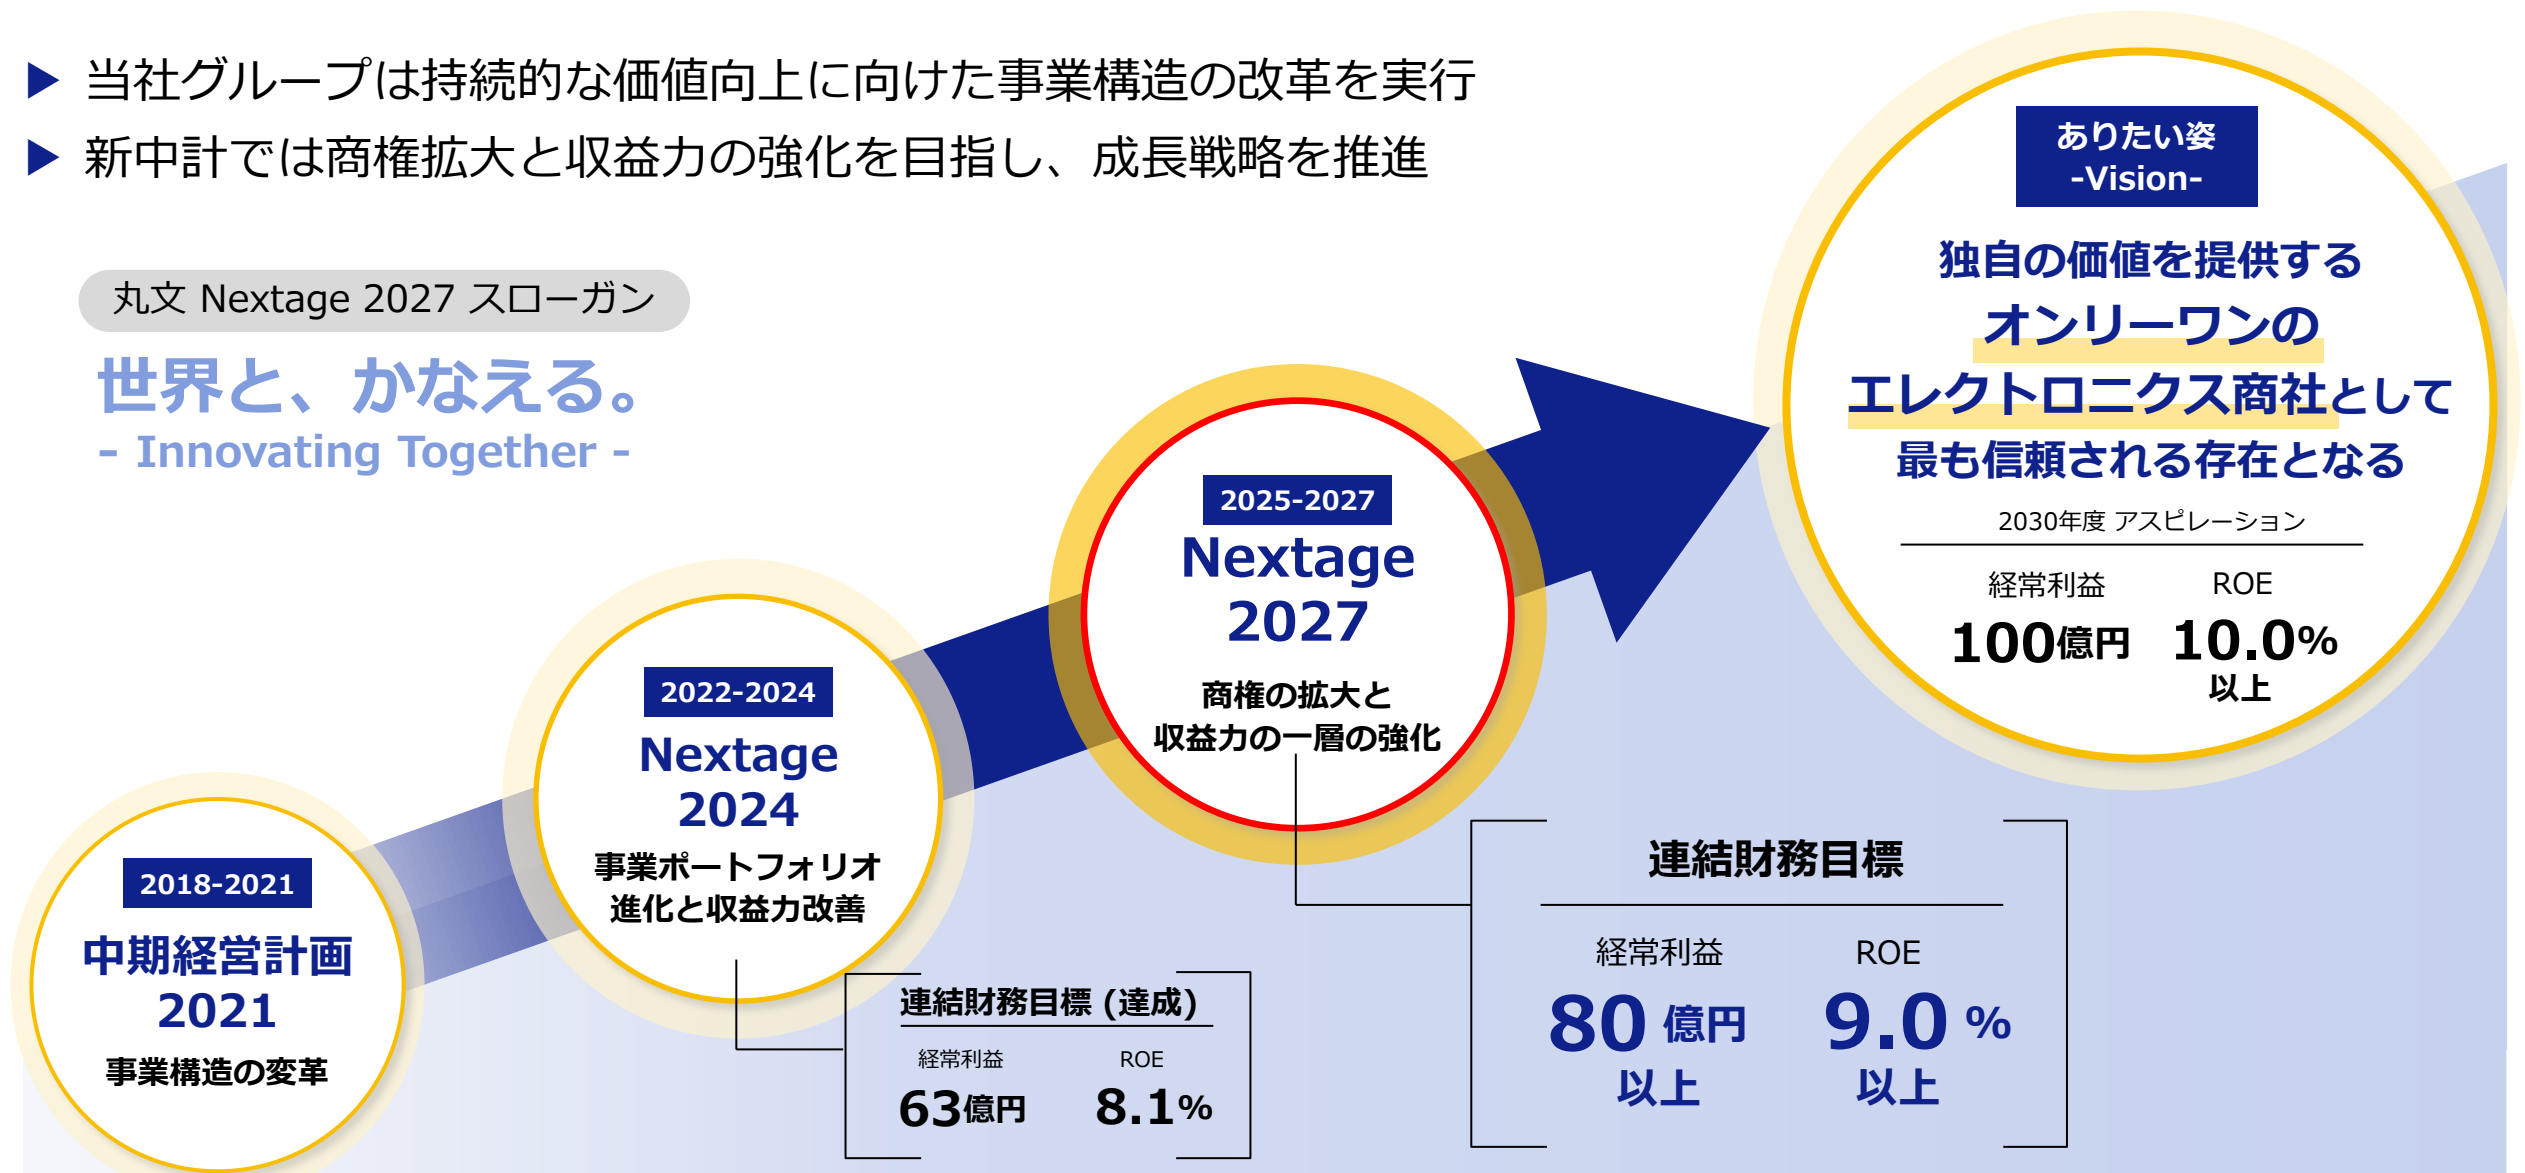 当社グループは持続的な価値向上に向けた事業構造の改革を実行
新中計では商権拡大と収益力の強化を目指し、成長戦略を推進
丸文 Nextage 2027 スローガン
世界と、かなえる。
- Innovating Together -
2018-2021
中期経営計画
2021
事業構造の変革
2022-2024
Nextage
2024
事業ポートフォリオ
進化と収益力改善
連結財務目標 (達成)
経常利益 ROE
63億円 8.1%
2025-2027
Nextage
2027
商権の拡大と
収益力の一層の強化
連結財務目標
経常利益 ROE
80 億円 9.0 %
以上 以上
ありたい姿
-Vision-
独自の価値を提供する
オンリーワンの
エレクトロニクス商社として
最も信頼される存在となる
2030年度 アスピレーション
経常利益 ROE
100億円 10.0%
以上